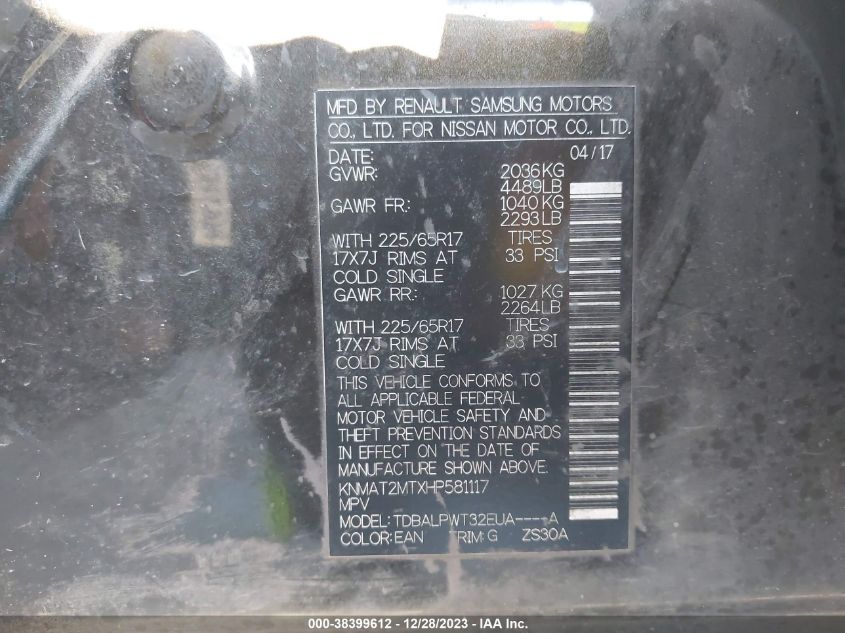 MFD BY RENAULT SAMSUNG MOTORS
CO., LTD. FOR NISSAN MOTOR CO., LTD.
DATE: 04/17
GVWR: 2036KG
4489LB
GAWR FR: 1040KG
2293LB
WITH 225/65R17 TIRES
17X7J RIMS AT 33 PSI
COLD SINGLE
GAWR RR: 1027KG
2264LB
WITH 225/65R17 TIRES
17X7J RIMS AT 33 PSI
COLD SINGLE
THIS VEHICLE CONFORMS TO
ALL APPLICABLE FEDERAL
MOTOR VEHICLE SAFETY AND
THEFT PREVENTION STANDARDS
IN EFFECT ON THE DATE OF
MANUFACTURE SHOWN ABOVE.
KNMAT2MTXHP581117
MPV
MODEL: TDBALPWT32EUA----A
COLOR: EAN TRIM: G ZS30A
000-38399612 - 12/28/2023 - IAA Inc.